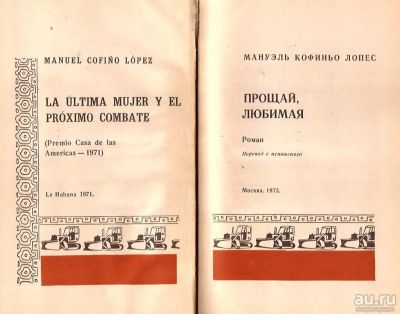 MANUEL COFIÑO LÓPEZ
LA ÚLTIMA MUJER Y EL
PRÓXIMO COMBATE
(Premio Casa de las
Americas — 1971)
La Habana 1971.
МАНУЭЛЬ КОФИНЬО ЛОПЕС
ПРОЩАЙ,
ЛЮБИМАЯ
Роман
Перевод с испанского
Москва. 1973.
au.ru